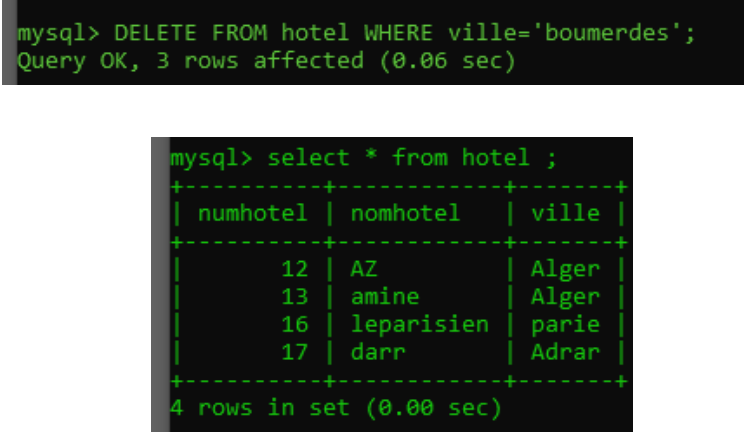 mysql> DELETE FROM hotel WHERE ville='boumerdes';
Query OK, 3 rows affected (0.06 sec)
mysql> select * from hotel ;
+----------+------------+-------+
| numhotel | nomhotel   | ville |
+----------+------------+-------+
|       12 | AZ         | Alger |
|       13 | amine      | Alger |
|       16 | leparisien | parie |
|       17 | darr       | Adrar |
+----------+------------+-------+
4 rows in set (0.00 sec)